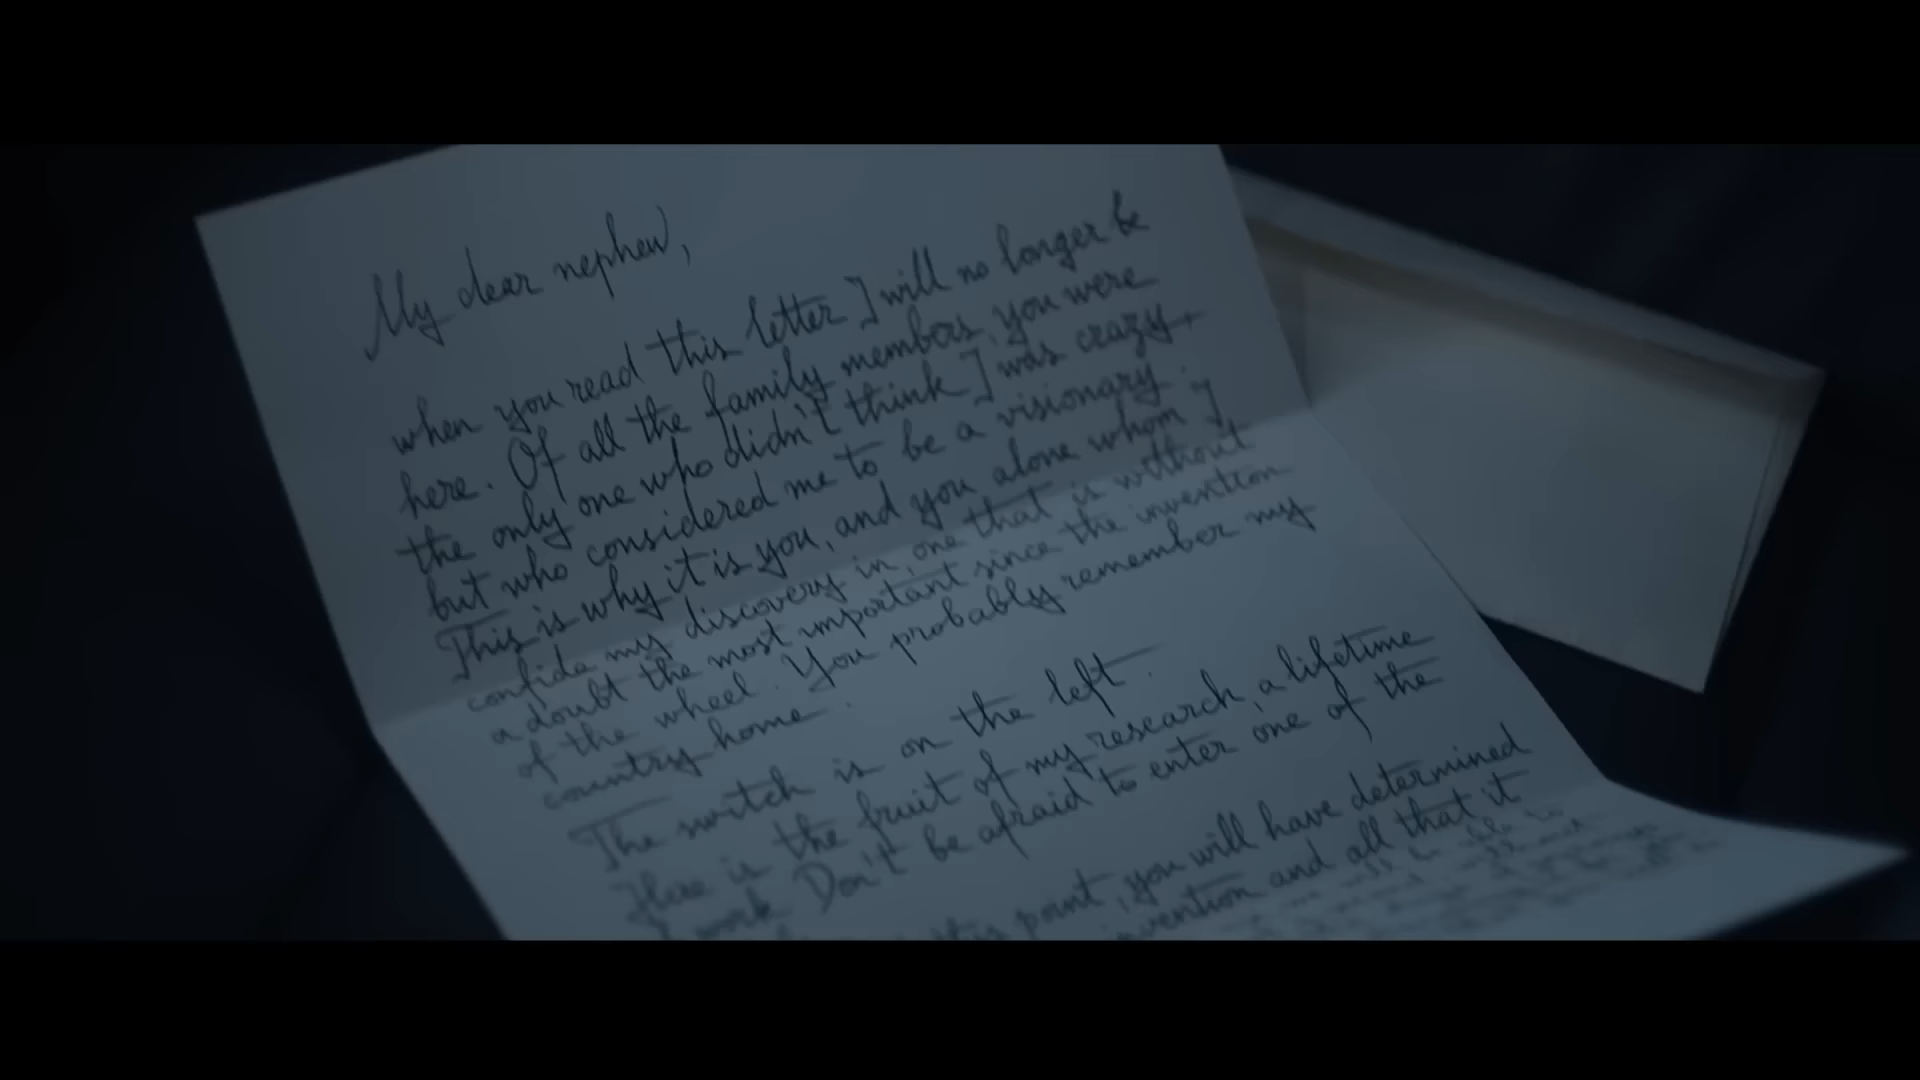 My dear nephew,
when you read this letter I will no longer be
here. Of all the family members, you were
the only one who didn't think I was crazy,
but who considered me to be a visionary.
This is why it is you, and you alone whom I
confide my discovery in, one that is without
a doubt the most important since the invention
of the wheel. You probably remember my
country home.
The switch is on the left.
Here is the fruit of my research, a lifetime
work. Don't be afraid to enter one of the
this point, you will have determined
invention and all that it